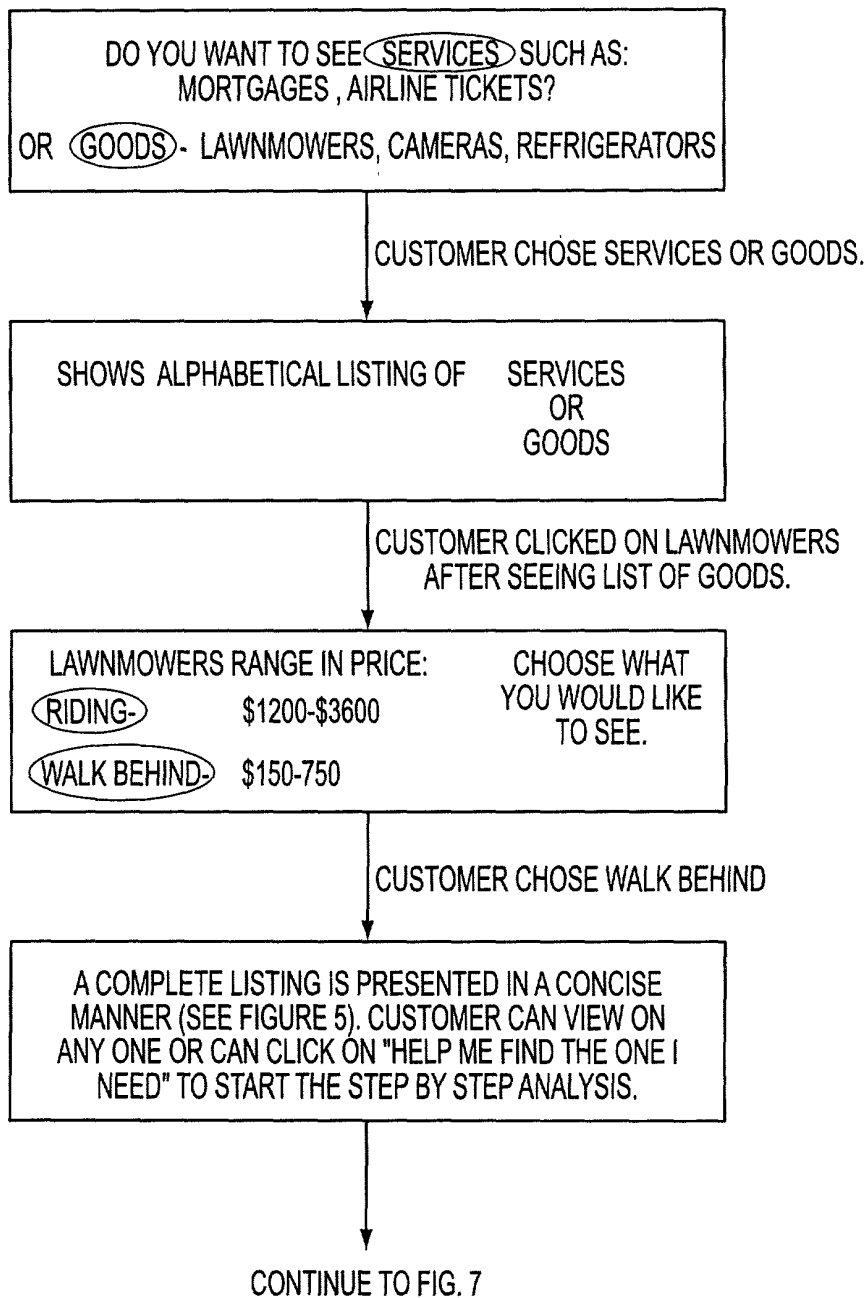 DO YOU WANT TO SEE SERVICES SUCH AS:
MORTGAGES , AIRLINE TICKETS?
OR GOODS - LAWNMOWERS, CAMERAS, REFRIGERATORS
CUSTOMER CHOSE SERVICES OR GOODS.
SHOWS ALPHABETICAL LISTING OF SERVICES
OR
GOODS
CUSTOMER CLICKED ON LAWNMOWERS
AFTER SEEING LIST OF GOODS.
LAWNMOWERS RANGE IN PRICE:
RIDING- $1200-$3600
WALK BEHIND- $150-750
CHOOSE WHAT
YOU WOULD LIKE
TO SEE.
CUSTOMER CHOSE WALK BEHIND
A COMPLETE LISTING IS PRESENTED IN A CONCISE
MANNER (SEE FIGURE 5). CUSTOMER CAN VIEW ON
ANY ONE OR CAN CLICK ON "HELP ME FIND THE ONE I
NEED" TO START THE STEP BY STEP ANALYSIS.
CONTINUE TO FIG. 7